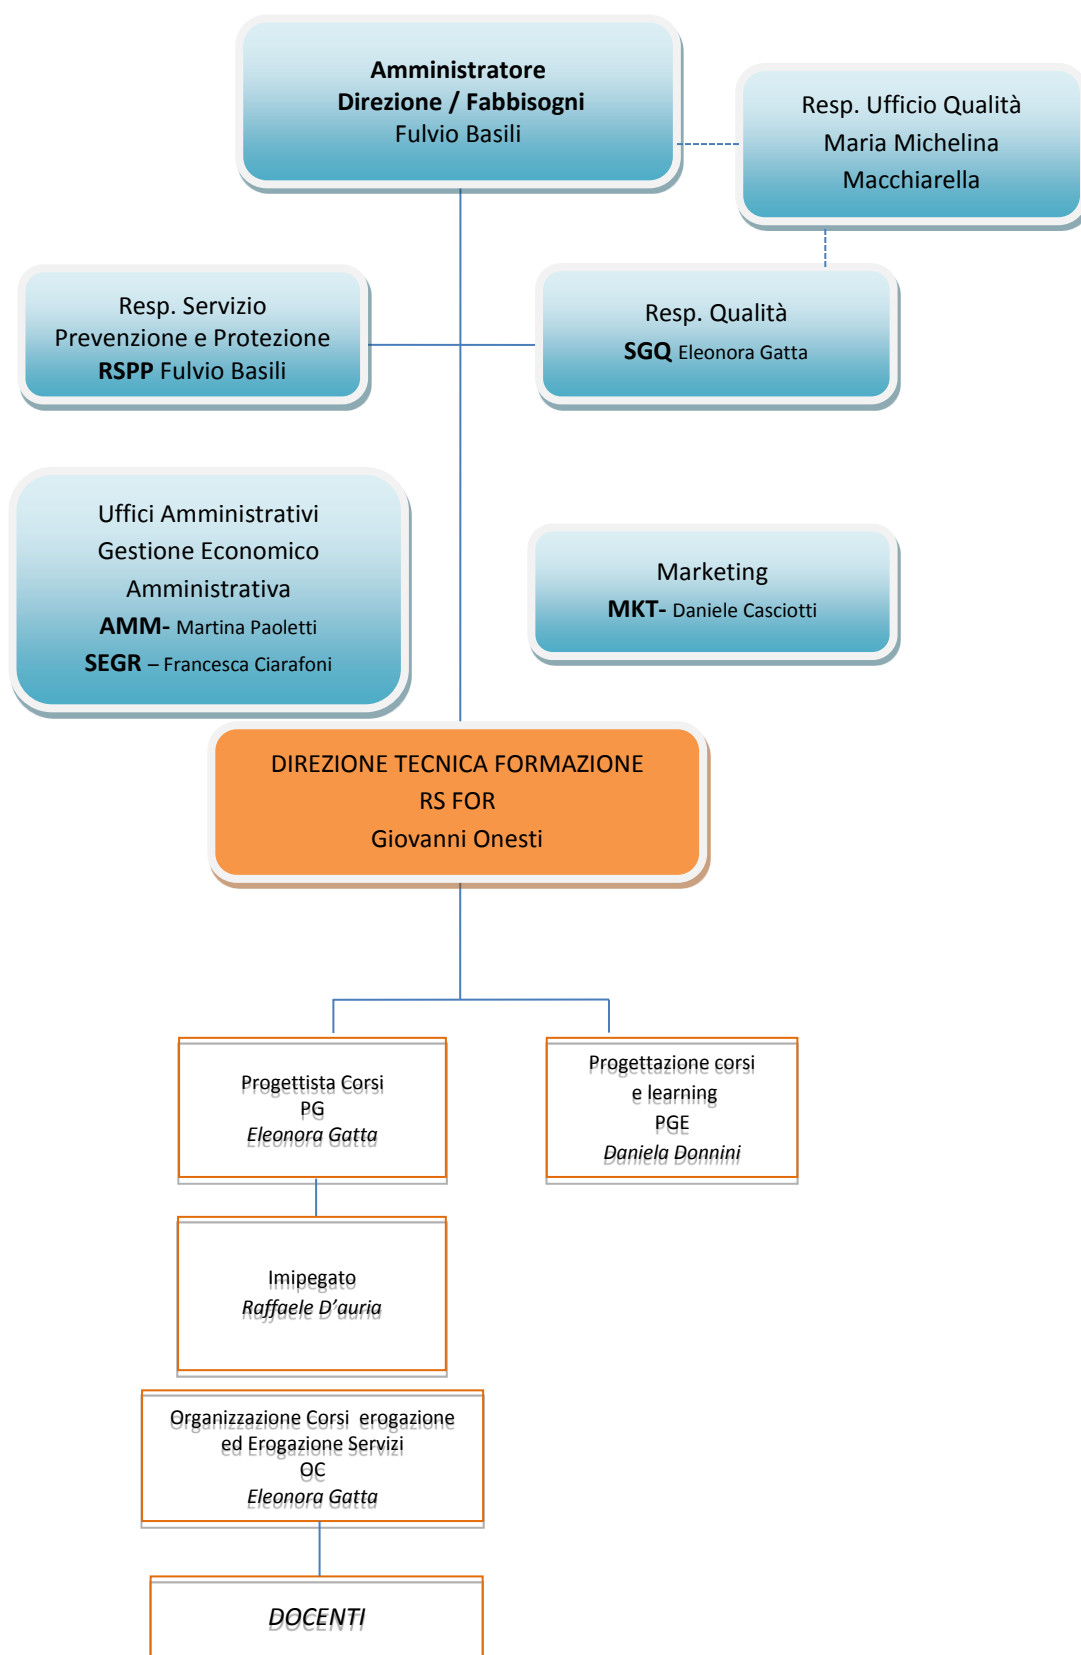 Amministratore
Direzione / Fabbisogni
Fulvio Basili
Resp. Ufficio Qualità
Maria Michelina
Macchiarella
Resp. Servizio
Prevenzione e Protezione
RSPP Fulvio Basili
Resp. Qualità
SGQ Eleonora Gatta
Uffici Amministrativi
Gestione Economico
Amministrativa
AMM- Martina Paoletti
SEGR – Francesca Ciarafoni
Marketing
MKT- Daniele Casciotti
DIREZIONE TECNICA FORMAZIONE
RS FOR
Giovanni Onesti
Progettista Corsi
PG
Eleonora Gatta
Progettazione corsi
e learning
PGE
Daniela Donnini
Imipegato
Raffaele D’auria
Organizzazione Corsi erogazione
ed Erogazione Servizi
OC
Eleonora Gatta
DOCENTI